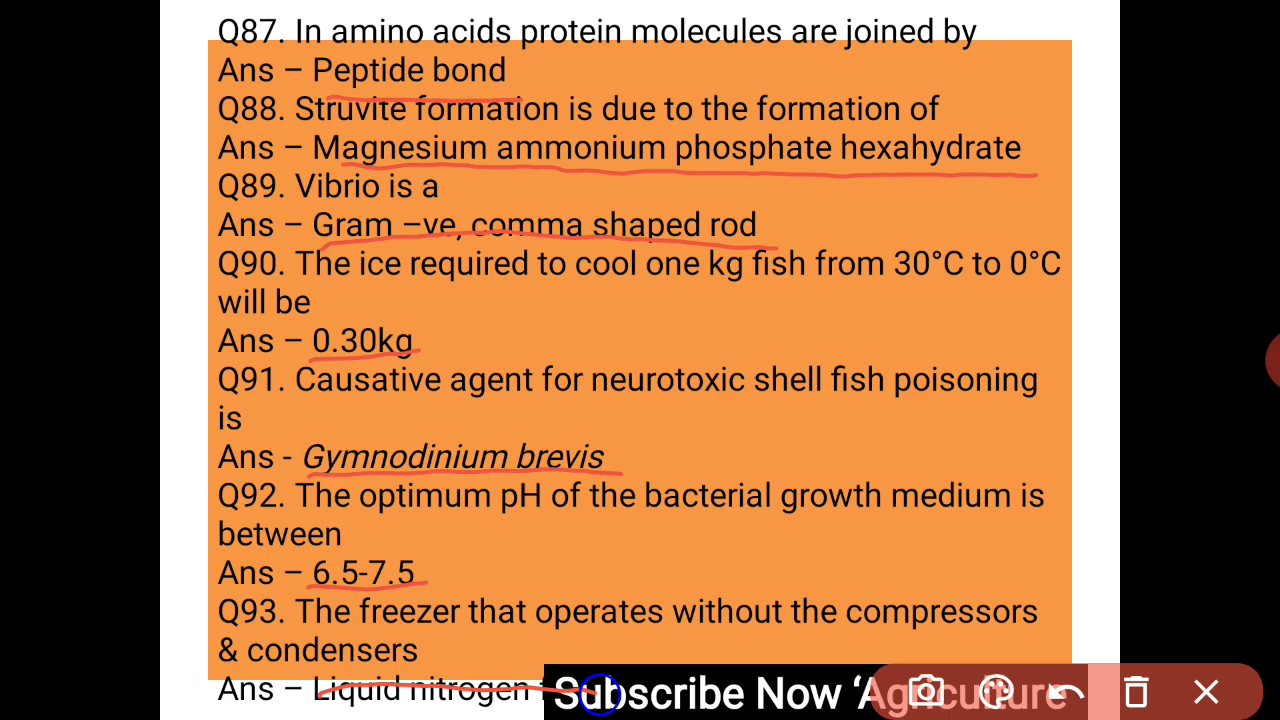 Q87. In amino acids protein molecules are joined by
Ans – Peptide bond
Q88. Struvite formation is due to the formation of
Ans – Magnesium ammonium phosphate hexahydrate
Q89. Vibrio is a
Ans – Gram –ve, comma shaped rod
Q90. The ice required to cool one kg fish from 30°C to 0°C
will be
Ans – 0.30kg
Q91. Causative agent for neurotoxic shell fish poisoning
is
Ans - Gymnodinium brevis
Q92. The optimum pH of the bacterial growth medium is
between
Ans – 6.5-7.5
Q93. The freezer that operates without the compressors
& condensers
Ans – Liquid nitrogen
Subscribe Now ‘Agriculture